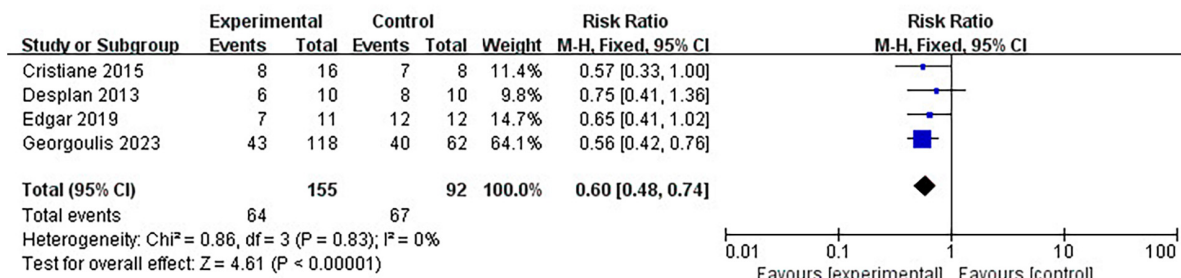 Experimental Control Risk Ratio Risk Ratio
Study or Subgroup Events Total Events Total Weight M-H, Fixed, 95% CI M-H, Fixed, 95% CI
Cristiane 2015 8 16 7 8 11.4% 0.57 [0.33, 1.00]
Desplan 2013 6 10 8 10 9.8% 0.75 [0.41, 1.36]
Edgar 2019 7 11 12 12 14.7% 0.65 [0.41, 1.02]
Georgoulis 2023 43 118 40 62 64.1% 0.56 [0.42, 0.76]
Total (95% CI) 155 92 100.0% 0.60 [0.48, 0.74]
Total events 64 67
Heterogeneity: Chi² = 0.86, df = 3 (P = 0.83); I² = 0%
Test for overall effect: Z = 4.61 (P < 0.00001)
0.01 0.1 1 10 100
Favours [experimental] Favours [control]